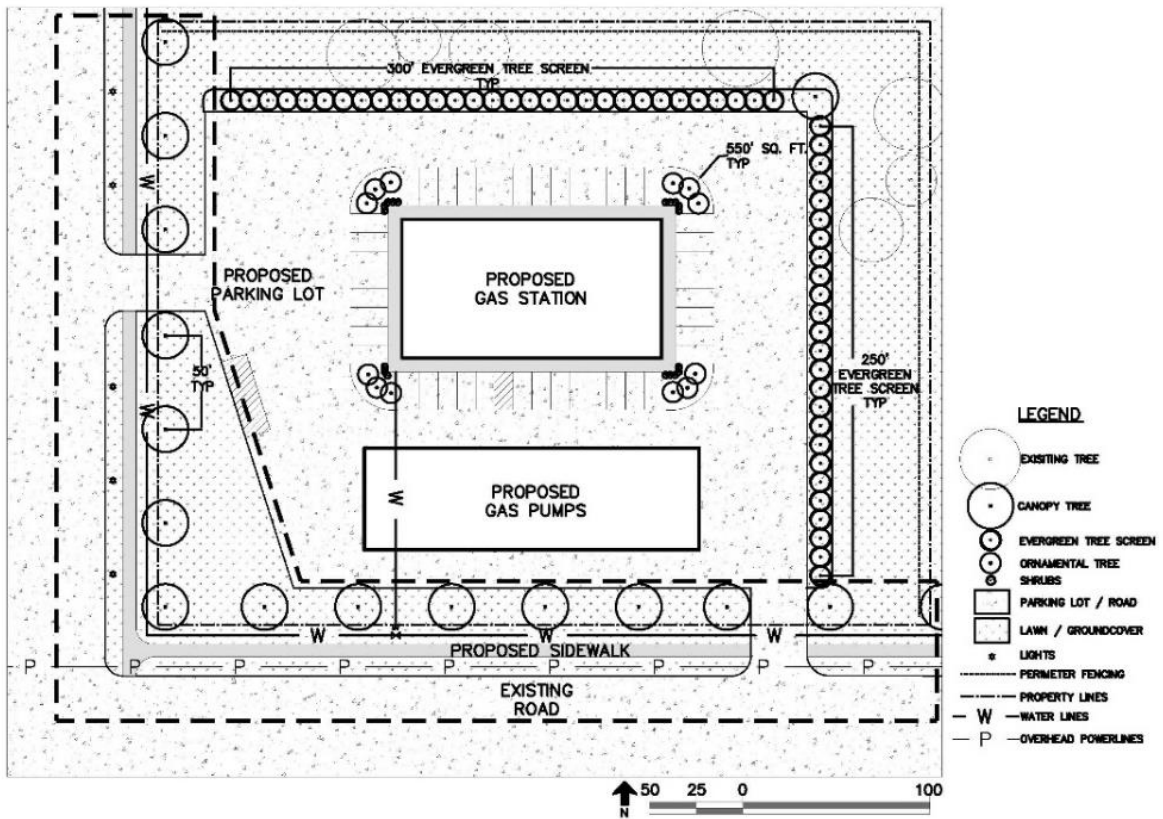 300' EVERGREEN TREE SCREEN
TYP
550' SQ. FT.
TYP
W
PROPOSED
PARKING LOT
PROPOSED
GAS STATION
50'
TYP
W
250'
EVERGREEN
TREE SCREEN
TYP
W
PROPOSED
GAS PUMPS
W W W
PROPOSED SIDEWALK
P P P P P P P P P
EXISTING
ROAD
LEGEND
EXISITING TREE
CANOPY TREE
EVERGREEN TREE SCREEN
ORNAMENTAL TREE
SHRUBS
PARKING LOT / ROAD
LAWN / GROUNDCOVER
LIGHTS
PERIMETER FENCING
PROPERTY LINES
W WATER LINES
P OVERHEAD POWERLINES
N
50 25 0 100